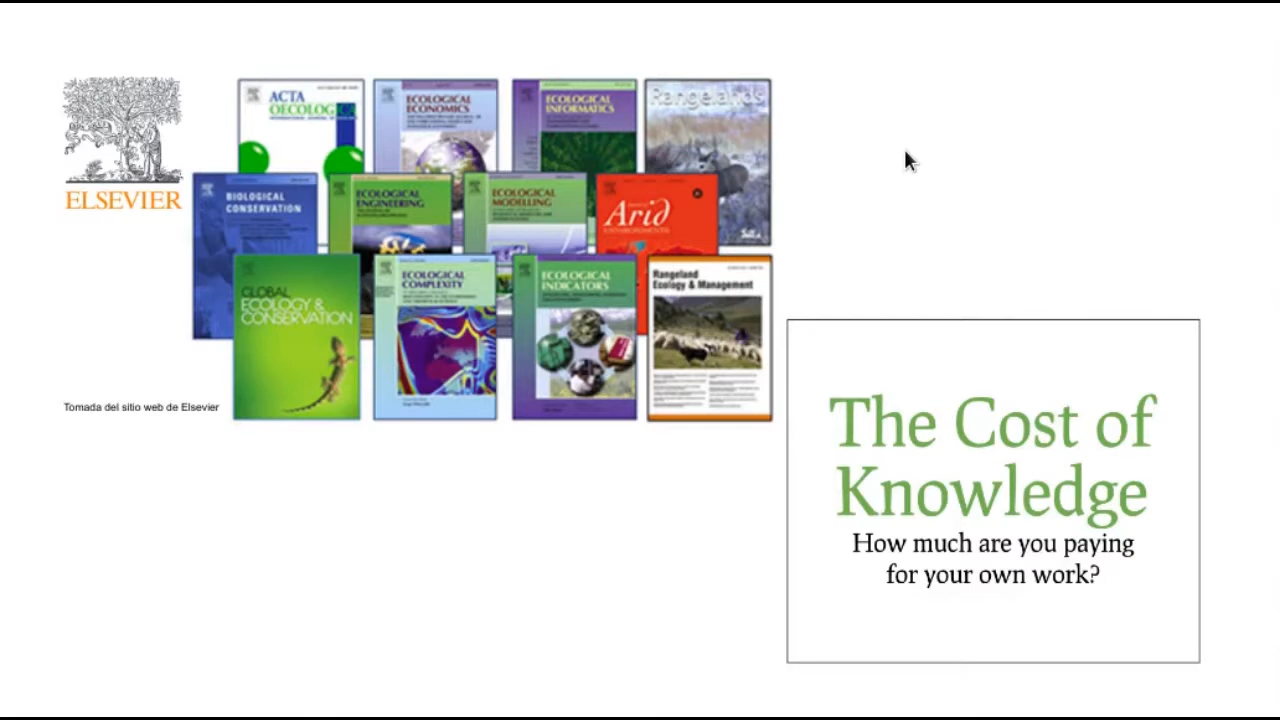 ELSEVIER
ACTA
OECOLOGICA
ECOLOGICAL
ECONOMICS
ECOLOGICAL
INFORMATICS
Rangelands
BIOLOGICAL
CONSERVATION
ECOLOGICAL
ENGINEERING
ECOLOGICAL
MODELLING
Arid
ENVIRONMENTS
GLOBAL
ECOLOGY &
CONSERVATION
ECOLOGICAL
COMPLEXITY
ECOLOGICAL
INDICATORS
Rangeland
Ecology & Management
Tomada del sitio web de Elsevier
The Cost of
Knowledge
How much are you paying
for your own work?